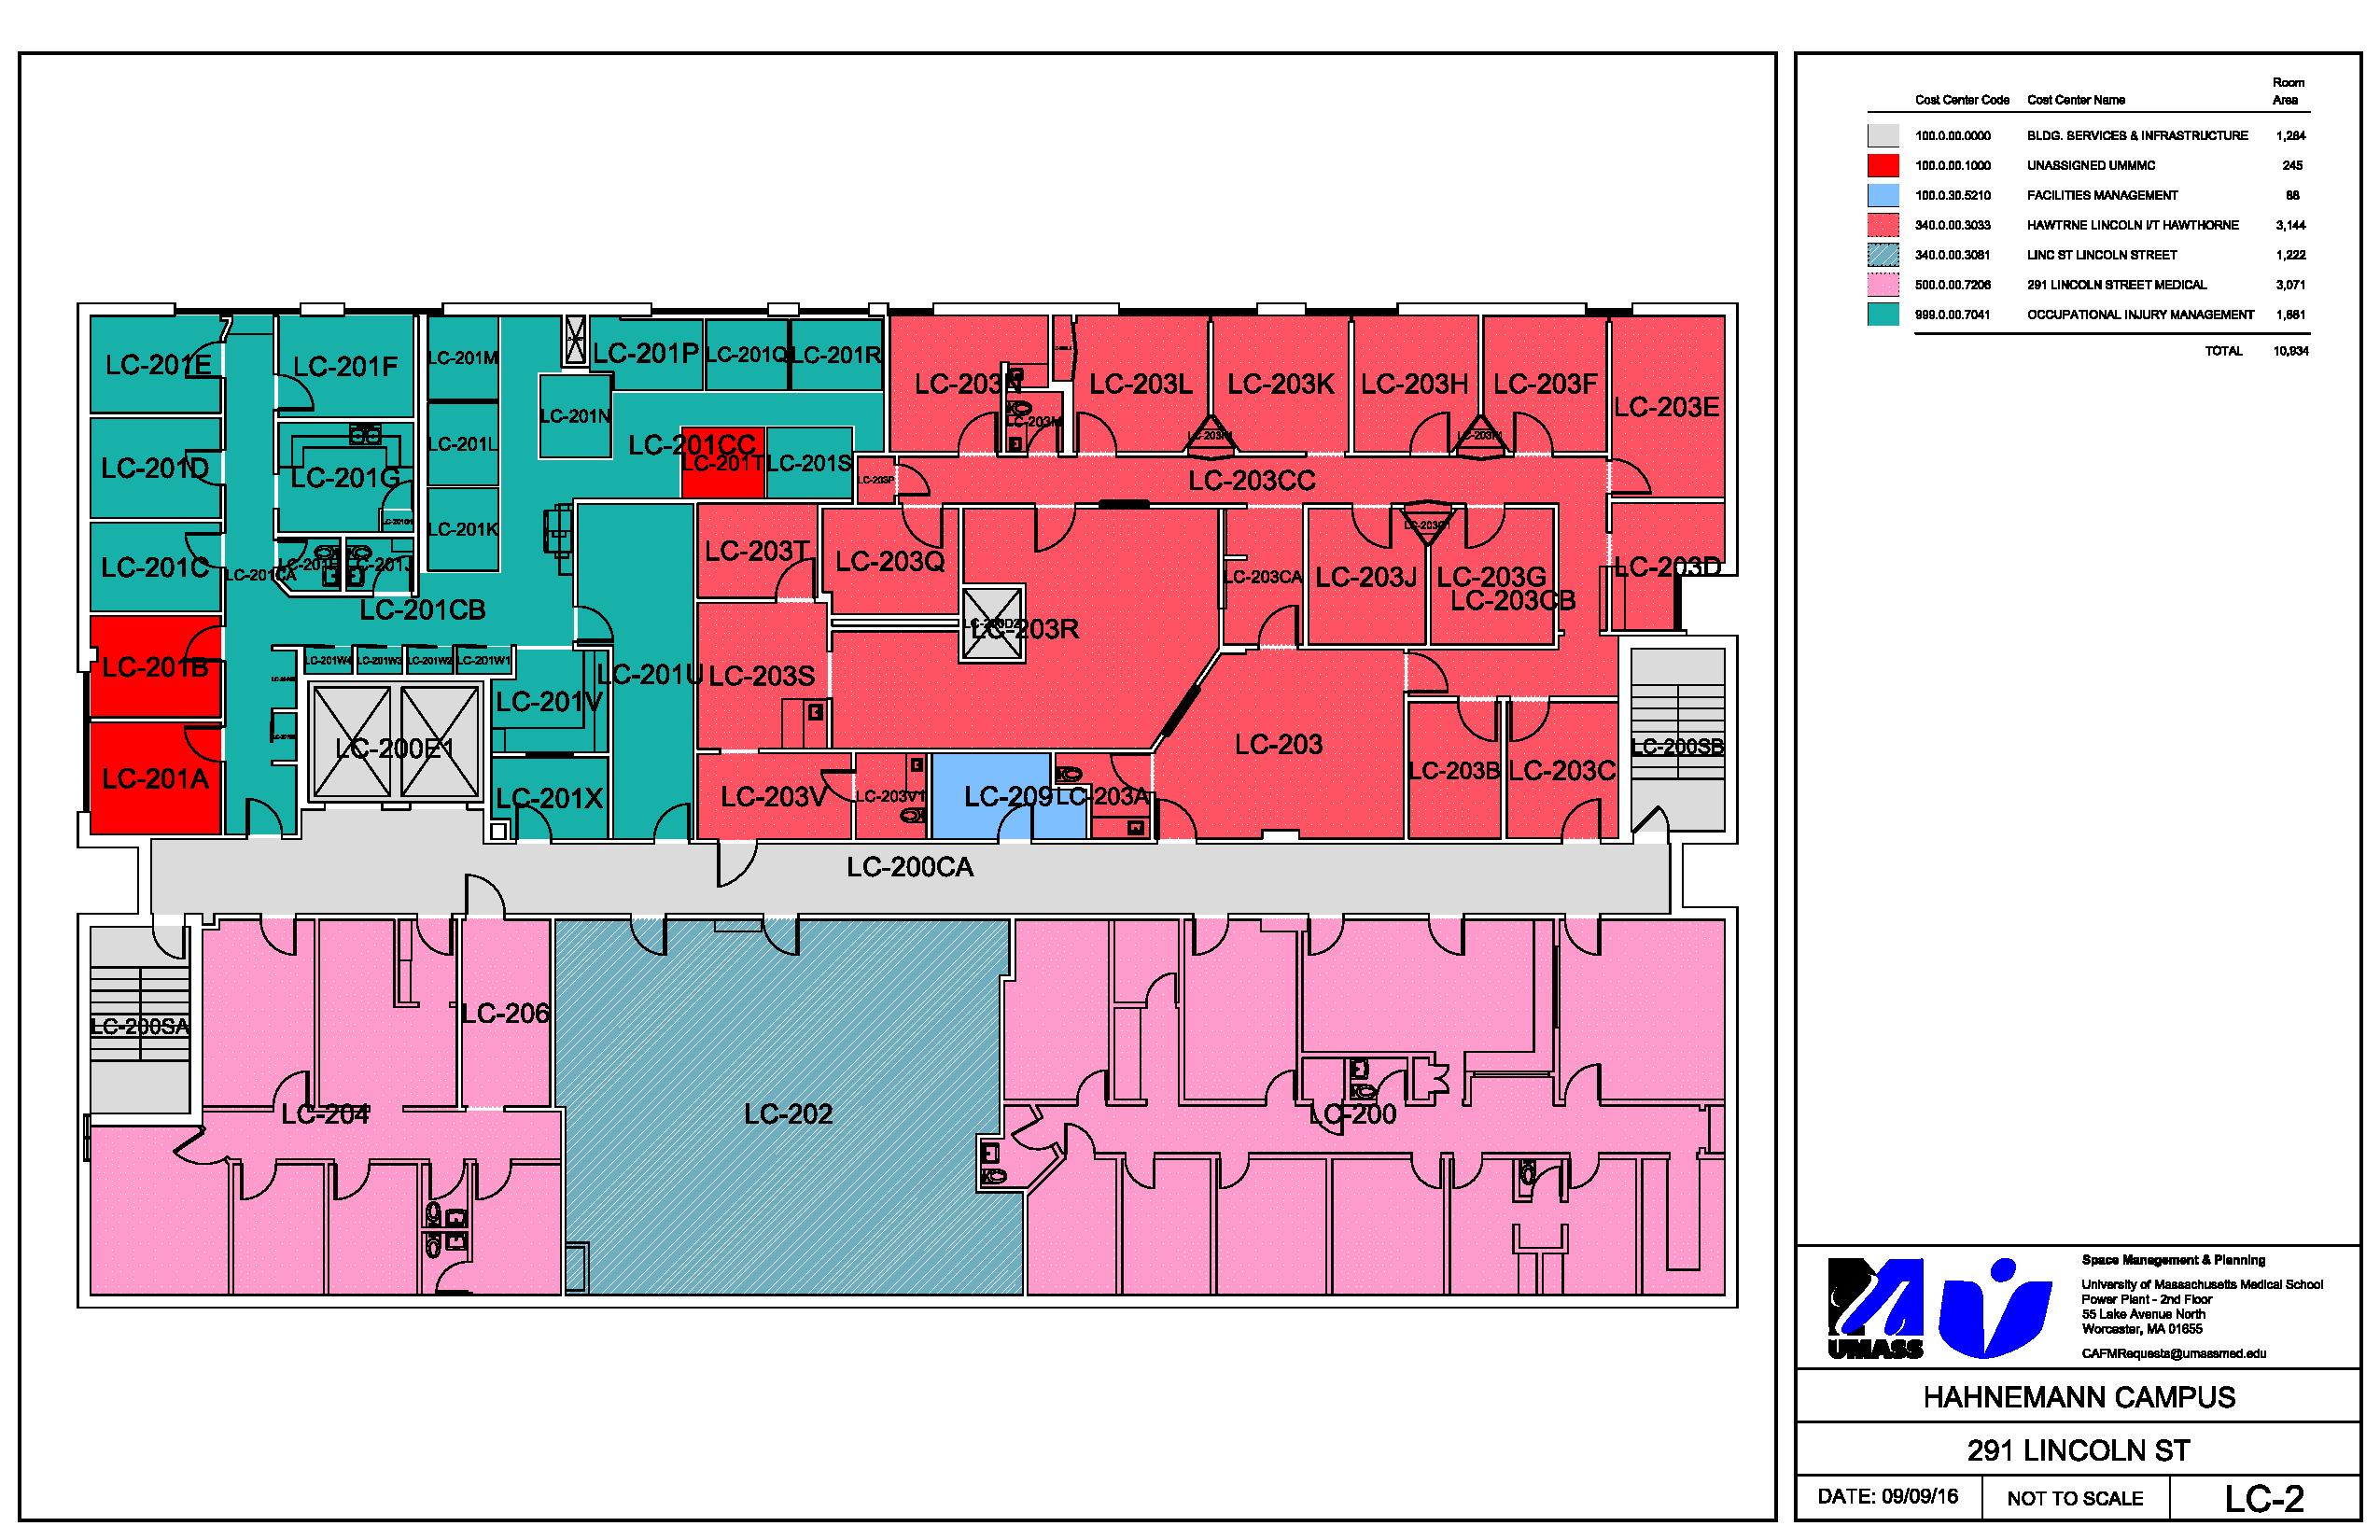 Room
Cost Center Code Cost Center Name Area
100.0.00.0000 BLDG. SERVICES & INFRASTRUCTURE 1,264
100.0.00.1000 UNASSIGNED UMMMC 245
100.0.30.5210 FACILITIES MANAGEMENT 88
340.0.00.3033 HAWTRNE LINCOLN I/T HAWTHORNE 3,144
340.0.00.3081 LINC ST LINCOLN STREET 1,222
500.0.00.7206 291 LINCOLN STREET MEDICAL 3,071
999.0.00.7041 OCCUPATIONAL INJURY MANAGEMENT
TOTAL 10,934
LC-201E
LC-201F
LC-201M
LC-201P
LC-201Q
LC-201R
LC-203N
LC-203L
LC-203K
LC-203H
LC-203F
LC-203E
LC-201N
LC-203M
LC-201D
LC-201G
LC-201L
LC-201CC
LC-201T
LC-201S
LC-203P
LC-203CC
LC-201K
LC-201C
LC-201CA
LC-201J
LC-201CB
LC-203T
LC-203Q
LC-203CA
LC-203J
LC-203G
LC-203CB
LC-203D
LC-203R
LC-201B
LC-201W4
LC-201W3
LC-201W2
LC-201W1
LC-201V
LC-201U
LC-203S
LC-200E1
LC-203
LC-200SB
LC-201A
LC-201X
LC-203V
LC-203V1
LC-209
LC-203A
LC-203B
LC-203C
LC-200CA
LC-200SA
LC-206
LC-204
LC-202
LC-200
UMASS
Space Management & Planning
University of Massachusetts Medical School
Power Plant - 2nd Floor
55 Lake Avenue North
Worcester, MA 01655
CAFMRequests@umassmed.edu
HAHNEMANN CAMPUS
291 LINCOLN ST
DATE: 09/09/16
NOT TO SCALE
LC-2